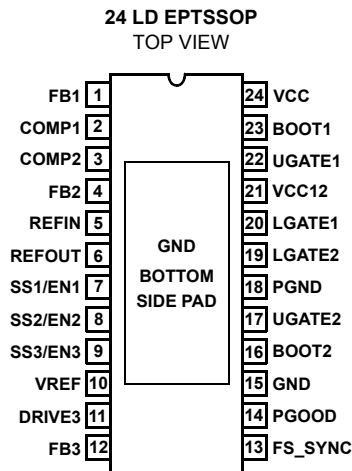 24 LD EPTSSOP
TOP VIEW
FB1 1
COMP1 2
COMP2 3
FB2 4
REFIN 5
REFOUT 6
SS1/EN1 7
SS2/EN2 8
SS3/EN3 9
VREF 10
DRIVE3 11
FB3 12
GND
BOTTOM
SIDE PAD
24 VCC
23 BOOT1
22 UGATE1
21 VCC12
20 LGATE1
19 LGATE2
18 PGND
17 UGATE2
16 BOOT2
15 GND
14 PGOOD
13 FS_SYNC